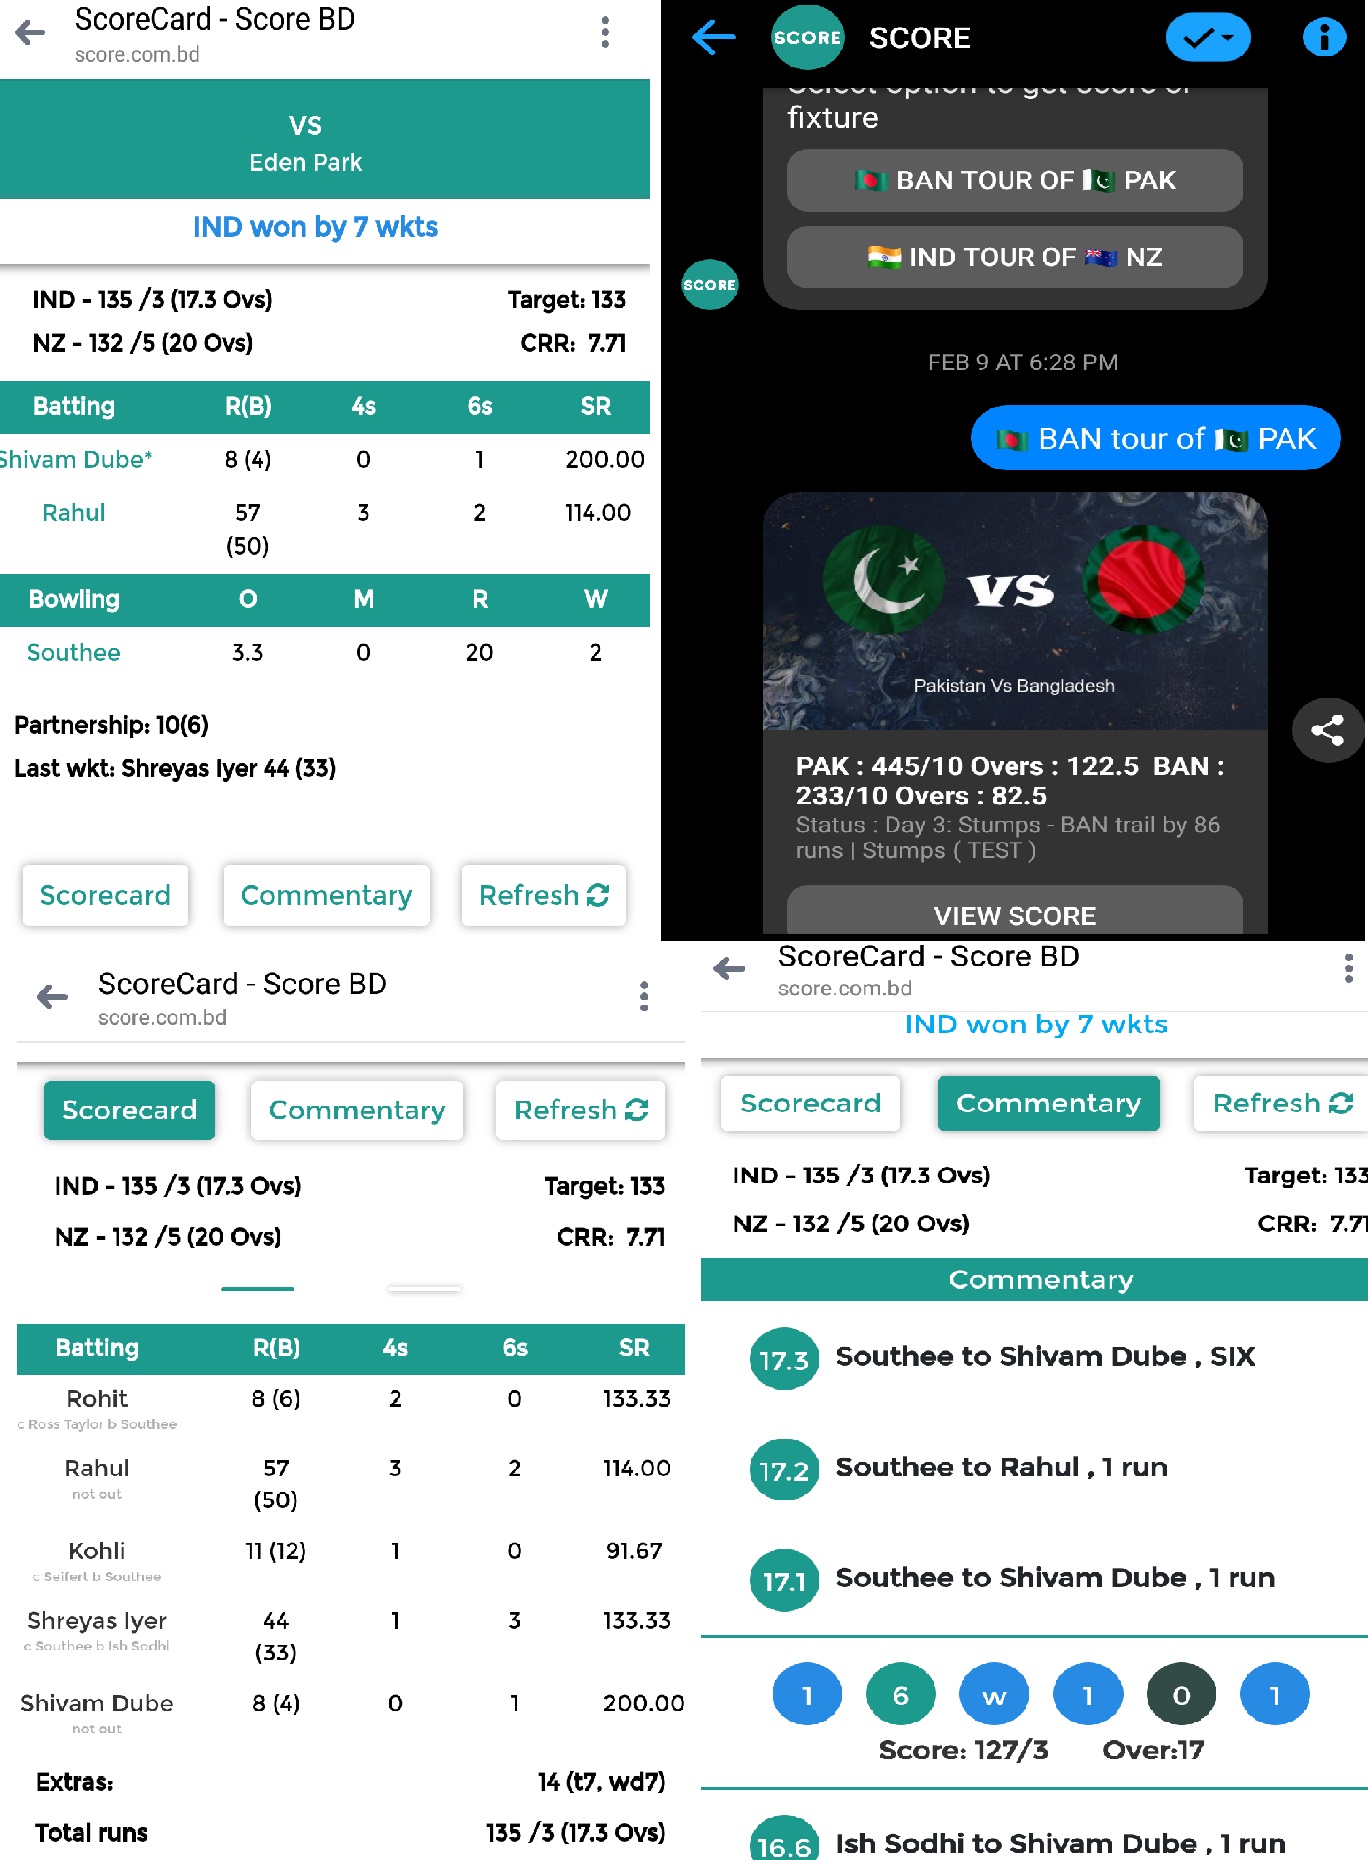 ScoreCard - Score BD
score.com.bd
VS
Eden Park
IND won by 7 wkts
IND - 135 /3 (17.3 Ovs) Target: 133
NZ - 132 /5 (20 Ovs) CRR: 7.71
Batting R(B) 4s 6s SR
Shivam Dube* 8 (4) 0 1 200.00
Rahul 57 3 2 114.00
(50)
Bowling O M R W
Southee 3.3 0 20 2
Partnership: 10(6)
Last wkt: Shreyas Iyer 44 (33)
Scorecard Commentary Refresh
SCORE SCORE
Select option to get score or
fixture
BAN TOUR OF PAK
IND TOUR OF NZ
SCORE
FEB 9 AT 6:28 PM
BAN tour of PAK
VS
Pakistan Vs Bangladesh
PAK : 445/10 Overs : 122.5 BAN :
233/10 Overs : 82.5
Status : Day 3: Stumps - BAN trail by 86
runs | Stumps ( TEST )
VIEW SCORE
ScoreCard - Score BD
score.com.bd
Scorecard Commentary Refresh
IND - 135 /3 (17.3 Ovs) Target: 133
NZ - 132 /5 (20 Ovs) CRR: 7.71
Batting R(B) 4s 6s SR
Rohit 8 (6) 2 0 133.33
c Ross Taylor b Southee
Rahul 57 3 2 114.00
not out (50)
Kohli 11 (12) 1 0 91.67
c Seifert b Southee
Shreyas Iyer 44 1 3 133.33
c Southee b Ish Sodhi (33)
Shivam Dube 8 (4) 0 1 200.00
not out
Extras: 14 (t7, wd7)
Total runs 135 /3 (17.3 Ovs)
ScoreCard - Score BD
score.com.bd
IND won by 7 wkts
Scorecard Commentary Refresh
IND - 135 /3 (17.3 Ovs) Target: 133
NZ - 132 /5 (20 Ovs) CRR: 7.71
Commentary
17.3 Southee to Shivam Dube , SIX
17.2 Southee to Rahul , 1 run
17.1 Southee to Shivam Dube , 1 run
1 6 w 1 0 1
Score: 127/3 Over:17
16.6 Ish Sodhi to Shivam Dube , 1 run